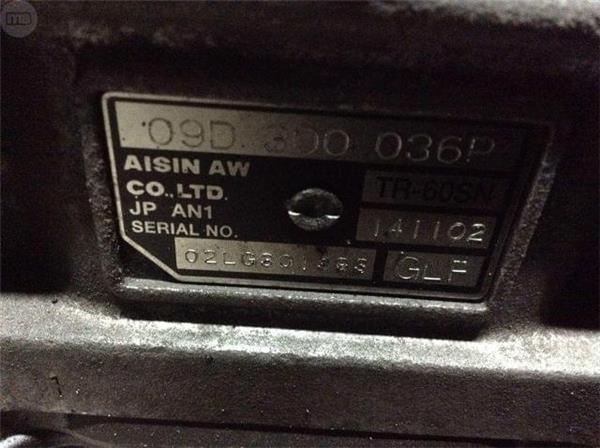 09D 300 036P
AISIN AW
CO.,LTD.
JP AN1
SERIAL NO.
TR-60SN
141102
GLF